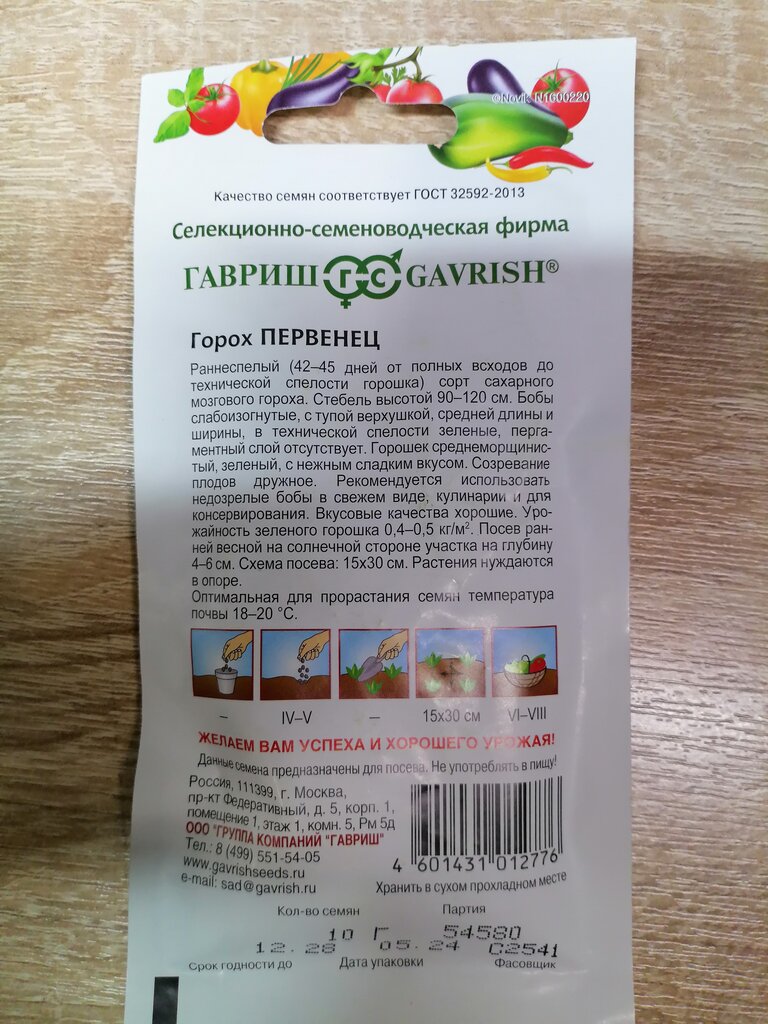 ©Novik N1600220
Качество семян соответствует ГОСТ 32592-2013
Селекционно-семеноводческая фирма
ГАВРИШ ГС GAVRISH®
Горох ПЕРВЕНЕЦ
Раннеспелый (42–45 дней от полных всходов до
технической спелости горошка) сорт сахарного
мозгового гороха. Стебель высотой 90–120 см. Бобы
слабоизогнутые, с тупой верхушкой, средней длины и
ширины, в технической спелости зеленые, перга-
ментный слой отсутствует. Горошек среднеморщинис-
тый, зеленый, с нежным сладким вкусом. Созревание
плодов дружное. Рекомендуется использовать
недозрелые бобы в свежем виде, кулинарии и для
консервирования. Вкусовые качества хорошие. Уро-
жайность зеленого горошка 0,4–0,5 кг/м². Посев ран-
ней весной на солнечной стороне участка на глубину
4–6 см. Схема посева: 15х30 см. Растения нуждаются
в опоре.
Оптимальная для прорастания семян температура
почвы 18–20 °С.
– IV–V – 15х30 см VI–VIII
ЖЕЛАЕМ ВАМ УСПЕХА И ХОРОШЕГО УРОЖАЯ!
Данные семена предназначены для посева. Не употреблять в пищу!
Россия, 111399, г. Москва,
пр-кт Федеративный, д. 5, корп. 1,
помещение 1, этаж 1, комн. 5, Рм 5д
ООО "ГРУППА КОМПАНИЙ "ГАВРИШ"
Тел.: 8 (499) 551-54-05
www.gavrishseeds.ru
e-mail: sad@gavrish.ru
4 601431 012776
Хранить в сухом прохладном месте
Кол-во семян Партия
10 Г 54580
12.28 05.24 С2541
Срок годности до Дата упаковки Фасовщик